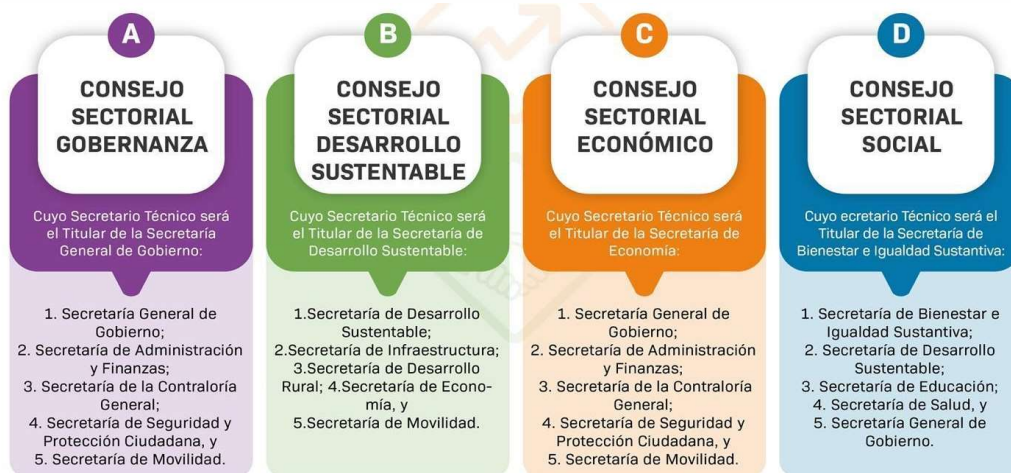 A
CONSEJO
SECTORIAL
GOBERNANZA
Cuyo Secretario Técnico será
el Titular de la Secretaría
General de Gobierno:
1. Secretaría General de
Gobierno;
2. Secretaría de Administración
y Finanzas;
3. Secretaría de la Contraloría
General;
4. Secretaría de Seguridad y
Protección Ciudadana, y
5. Secretaría de Movilidad.
B
CONSEJO
SECTORIAL
DESARROLLO
SUSTENTABLE
Cuyo Secretario Técnico será
el Titular de la Secretaría de
Desarrollo Sustentable:
1.Secretaría de Desarrollo
Sustentable;
2.Secretaría de Infraestructura;
3.Secretaría de Desarrollo
Rural; 4.Secretaría de Econo-
mía, y
5.Secretaría de Movilidad.
C
CONSEJO
SECTORIAL
ECONÓMICO
Cuyo Secretario Técnico será
el Titular de la Secretaría de
Economía:
1. Secretaría General de
Gobierno;
2. Secretaría de Administración
y Finanzas;
3. Secretaría de la Contraloría
General;
4. Secretaría de Seguridad y
Protección Ciudadana, y
5. Secretaría de Movilidad.
D
CONSEJO
SECTORIAL
SOCIAL
Cuyo ecretario Técnico será el
Titular de la Secretaría de
Bienestar e Igualdad Sustantiva:
1. Secretaría de Bienestar e
Igualdad Sustantiva;
2. Secretaría de Desarrollo
Sustentable;
3. Secretaría de Educación;
4. Secretaría de Salud, y
5. Secretaría General de
Gobierno.